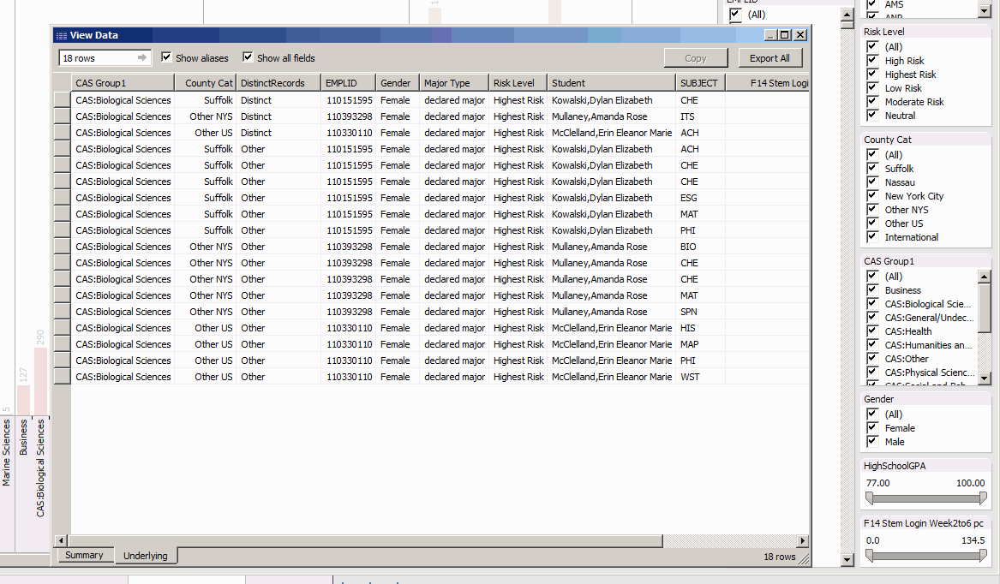 EMPLID
(All)
AMS
ANP
View Data
18 rows
Show aliases
Show all fields
Copy
Export All
CAS Group1 County Cat DistinctRecords EMPLID Gender Major Type Risk Level Student SUBJECT F14 Stem Logi
CAS:Biological Sciences Suffolk Distinct 110151595 Female declared major Highest Risk Kowalski,Dylan Elizabeth CHE
CAS:Biological Sciences Other NYS Distinct 110393298 Female declared major Highest Risk Mullaney,Amanda Rose ITS
CAS:Biological Sciences Other US Distinct 110330110 Female declared major Highest Risk McClelland,Erin Eleanor Marie ACH
CAS:Biological Sciences Suffolk Other 110151595 Female declared major Highest Risk Kowalski,Dylan Elizabeth ACH
CAS:Biological Sciences Suffolk Other 110151595 Female declared major Highest Risk Kowalski,Dylan Elizabeth CHE
CAS:Biological Sciences Suffolk Other 110151595 Female declared major Highest Risk Kowalski,Dylan Elizabeth CHE
CAS:Biological Sciences Suffolk Other 110151595 Female declared major Highest Risk Kowalski,Dylan Elizabeth ESG
CAS:Biological Sciences Suffolk Other 110151595 Female declared major Highest Risk Kowalski,Dylan Elizabeth MAT
CAS:Biological Sciences Suffolk Other 110151595 Female declared major Highest Risk Kowalski,Dylan Elizabeth PHI
CAS:Biological Sciences Other NYS Other 110393298 Female declared major Highest Risk Mullaney,Amanda Rose BIO
CAS:Biological Sciences Other NYS Other 110393298 Female declared major Highest Risk Mullaney,Amanda Rose CHE
CAS:Biological Sciences Other NYS Other 110393298 Female declared major Highest Risk Mullaney,Amanda Rose CHE
CAS:Biological Sciences Other NYS Other 110393298 Female declared major Highest Risk Mullaney,Amanda Rose MAT
CAS:Biological Sciences Other NYS Other 110393298 Female declared major Highest Risk Mullaney,Amanda Rose SPN
CAS:Biological Sciences Other US Other 110330110 Female declared major Highest Risk McClelland,Erin Eleanor Marie HIS
CAS:Biological Sciences Other US Other 110330110 Female declared major Highest Risk McClelland,Erin Eleanor Marie MAP
CAS:Biological Sciences Other US Other 110330110 Female declared major Highest Risk McClelland,Erin Eleanor Marie PHI
CAS:Biological Sciences Other US Other 110330110 Female declared major Highest Risk McClelland,Erin Eleanor Marie WST
Summary
Underlying
18 rows
5
127
290
Marine Sciences
Business
CAS:Biological Sciences
Risk Level
(All)
High Risk
Highest Risk
Low Risk
Moderate Risk
Neutral
County Cat
(All)
Suffolk
Nassau
New York City
Other NYS
Other US
International
CAS Group1
(All)
Business
CAS:Biological Scie...
CAS:General/Undec...
CAS:Health
CAS:Humanities an...
CAS:Other
CAS:Physical Scienc...
CAS:Social and Beh...
Gender
(All)
Female
Male
HighSchoolGPA
77.00 100.00
F14 Stem Login Week2to6 pc
0.0 134.5